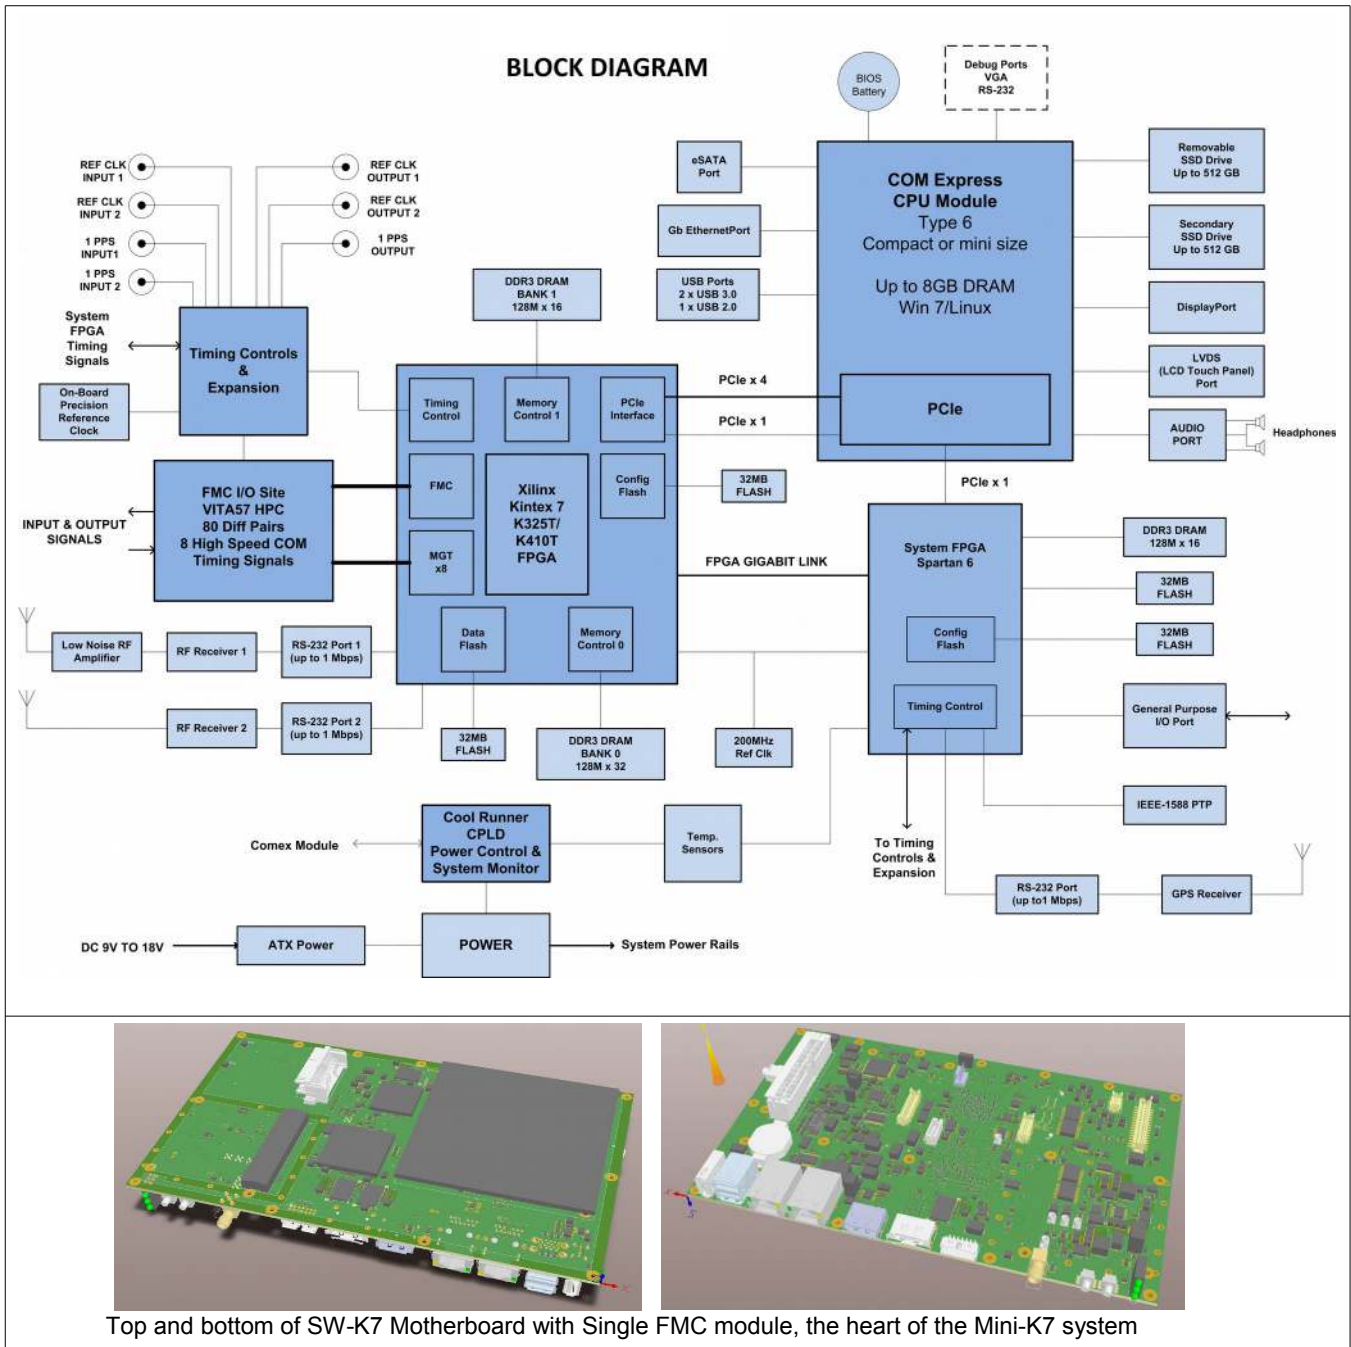 BLOCK DIAGRAM
BIOS
Battery
Debug Ports
VGA
RS-232
REF CLK
INPUT 1
REF CLK
INPUT 2
1 PPS
INPUT1
1 PPS
INPUT 2
REF CLK
OUTPUT 1
REF CLK
OUTPUT 2
1 PPS
OUTPUT
System
FPGA
Timing
Signals
On-Board
Precision
Reference
Clock
Timing Controls
&
Expansion
FMC I/O Site
VITA57 HPC
80 Diff Pairs
8 High Speed COM
Timing Signals
INPUT & OUTPUT
SIGNALS
DDR3 DRAM
BANK 1
128M x 16
eSATA
Port
Gb EthernetPort
USB Ports
2 x USB 3.0
1 x USB 2.0
COM Express
CPU Module
Type 6
Compact or mini size
Up to 8GB DRAM
Win 7/Linux
PCIe
Removable
SSD Drive
Up to 512 GB
Secondary
SSD Drive
Up to 512 GB
DisplayPort
LVDS
(LCD Touch Panel)
Port
AUDIO
PORT
Headphones
PCIe x 4
PCIe x 1
PCIe x 1
Timing
Control
Memory
Control 1
PCIe
Interface
FMC
Xilinx
Kintex 7
K325T/
K410T
FPGA
Config
Flash
MGT
x8
Data
Flash
Memory
Control 0
32MB
FLASH
FPGA GIGABIT LINK
System FPGA
Spartan 6
Config
Flash
Timing Control
DDR3 DRAM
128M x 16
32MB
FLASH
32MB
FLASH
General Purpose
I/O Port
IEEE-1588 PTP
Low Noise RF
Amplifier
RF Receiver 1
RS-232 Port 1
(up to 1 Mbps)
RF Receiver 2
RS-232 Port 2
(up to 1 Mbps)
32MB
FLASH
DDR3 DRAM
BANK 0
128M x 32
200MHz
Ref Clk
Comex Module
Cool Runner
CPLD
Power Control &
System Monitor
Temp.
Sensors
To Timing
Controls &
Expansion
RS-232 Port
(up to1 Mbps)
GPS Receiver
DC 9V TO 18V
ATX Power
POWER
System Power Rails
Top and bottom of SW-K7 Motherboard with Single FMC module, the heart of the Mini-K7 system